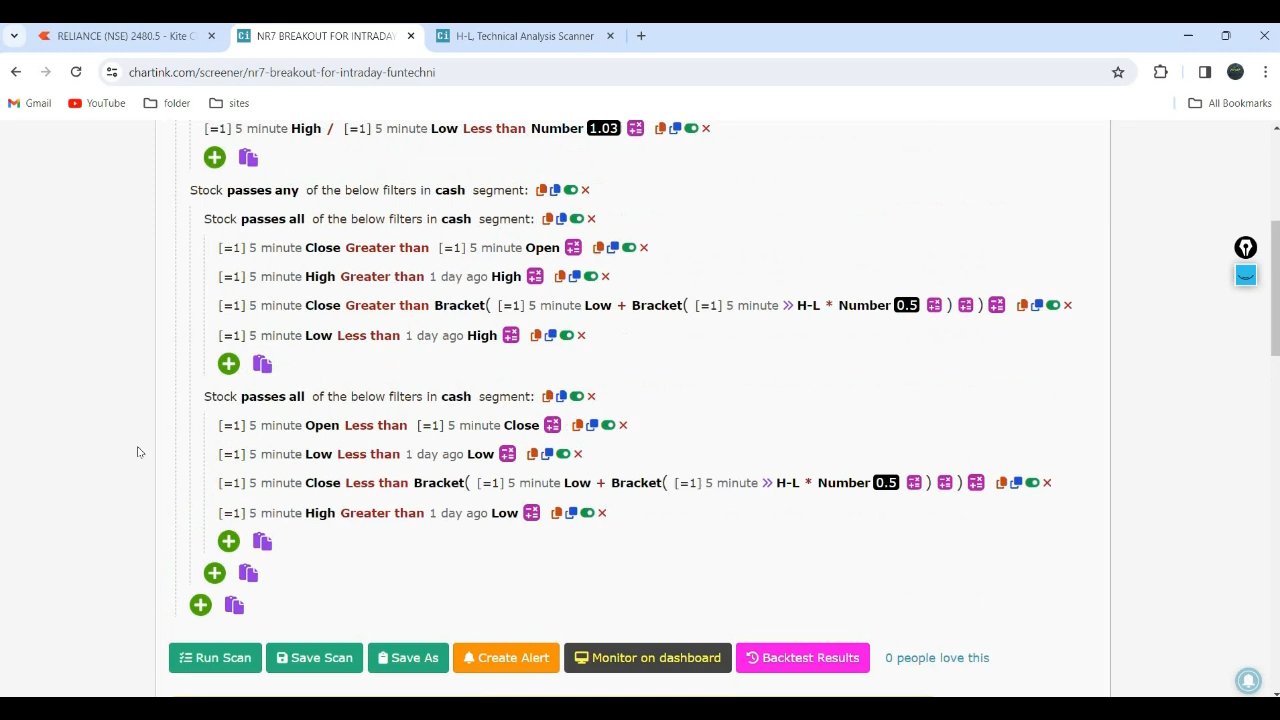 RELIANCE (NSE) 2480.5 - Kite C
NR7 BREAKOUT FOR INTRADAY
H-L, Technical Analysis Scanner
chartink.com/screener/nr7-breakout-for-intraday-funtechni
Gmail YouTube folder sites All Bookmarks
[=1] 5 minute High / [=1] 5 minute Low Less than Number 1.03
Stock passes any of the below filters in cash segment:
Stock passes all of the below filters in cash segment:
[=1] 5 minute Close Greater than [=1] 5 minute Open
[=1] 5 minute High Greater than 1 day ago High
[=1] 5 minute Close Greater than Bracket( [=1] 5 minute Low + Bracket( [=1] 5 minute » H-L * Number 0.5 ) )
[=1] 5 minute Low Less than 1 day ago High
Stock passes all of the below filters in cash segment:
[=1] 5 minute Open Less than [=1] 5 minute Close
[=1] 5 minute Low Less than 1 day ago Low
[=1] 5 minute Close Less than Bracket( [=1] 5 minute Low + Bracket( [=1] 5 minute » H-L * Number 0.5 ) )
[=1] 5 minute High Greater than 1 day ago Low
Run Scan Save Scan Save As Create Alert Monitor on dashboard Backtest Results 0 people love this